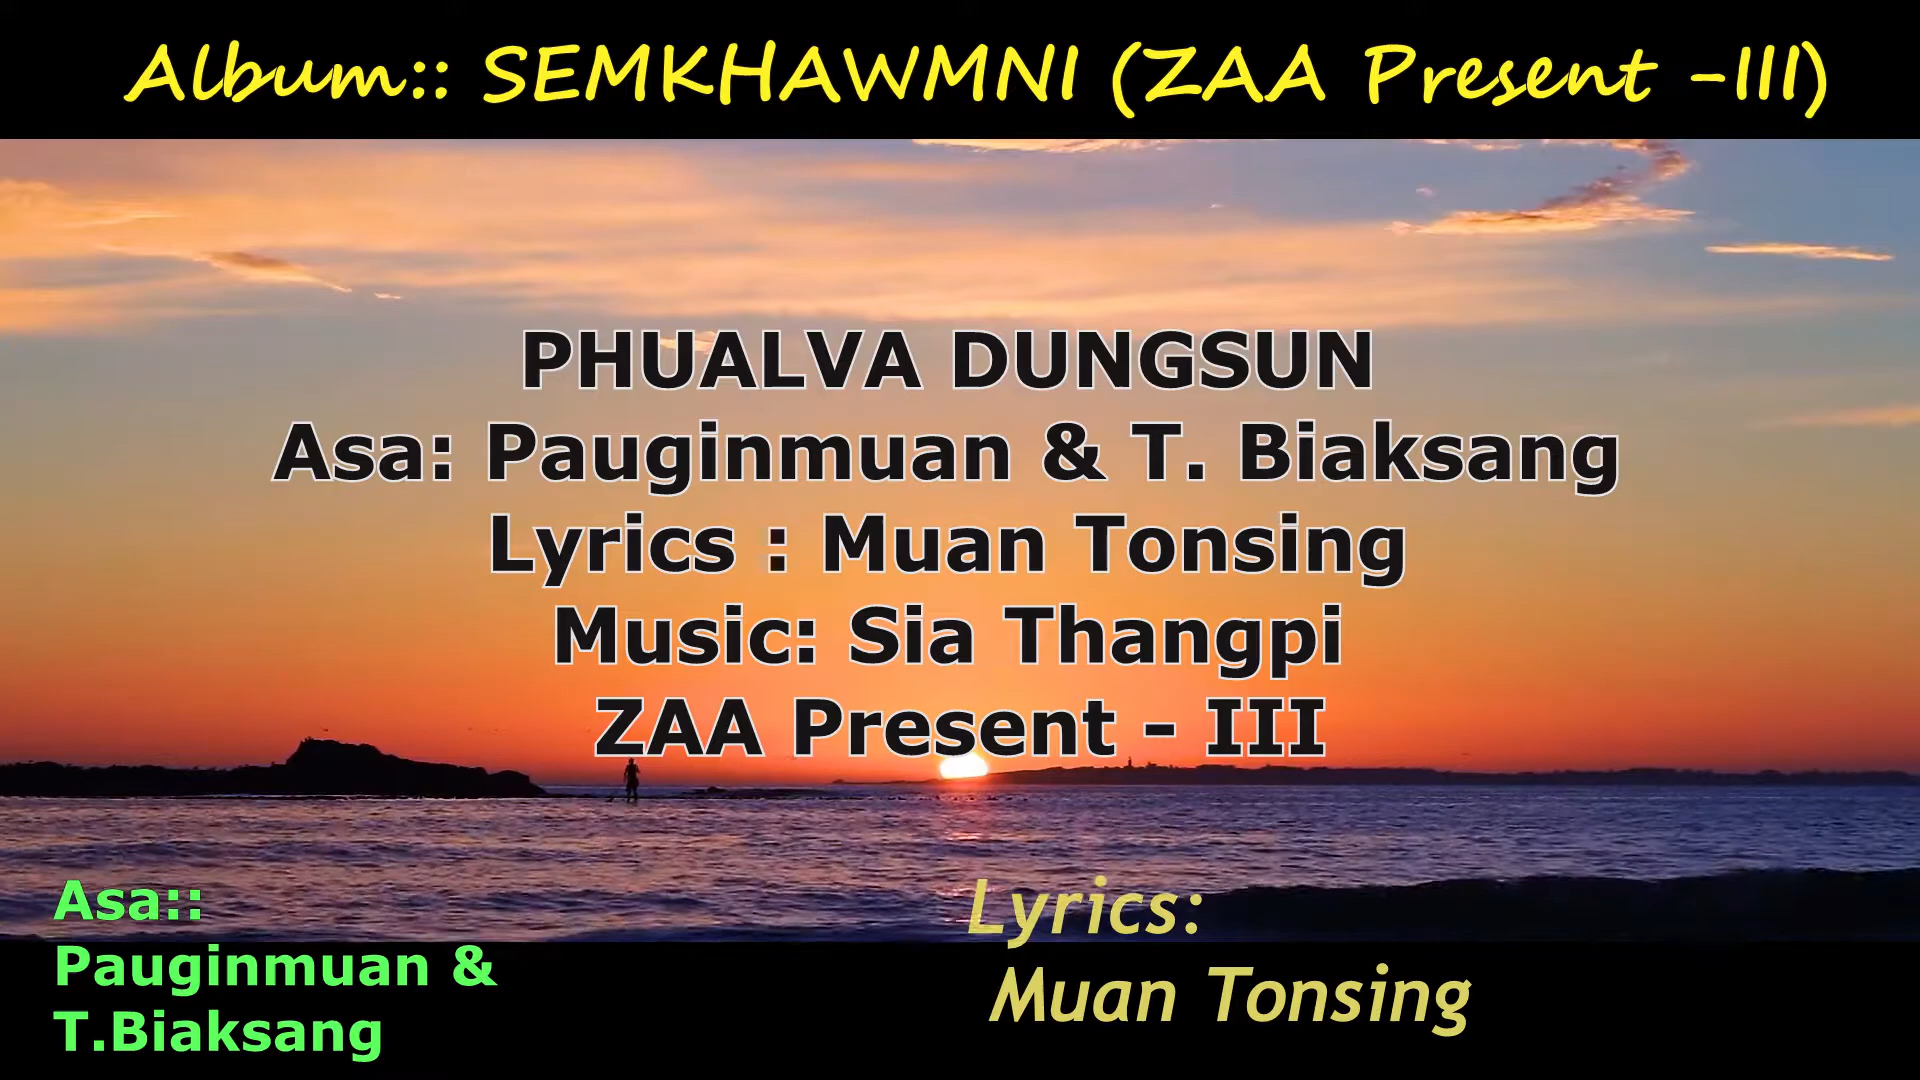 Album:: SEMKHAWMNI (ZAA Present -III)
PHUALVA DUNGSUN
Asa: Pauginmuan & T. Biaksang
Lyrics : Muan Tonsing
Music: Sia Thangpi
ZAA Present - III
Asa::
Pauginmuan &
T.Biaksang
Lyrics:
Muan Tonsing